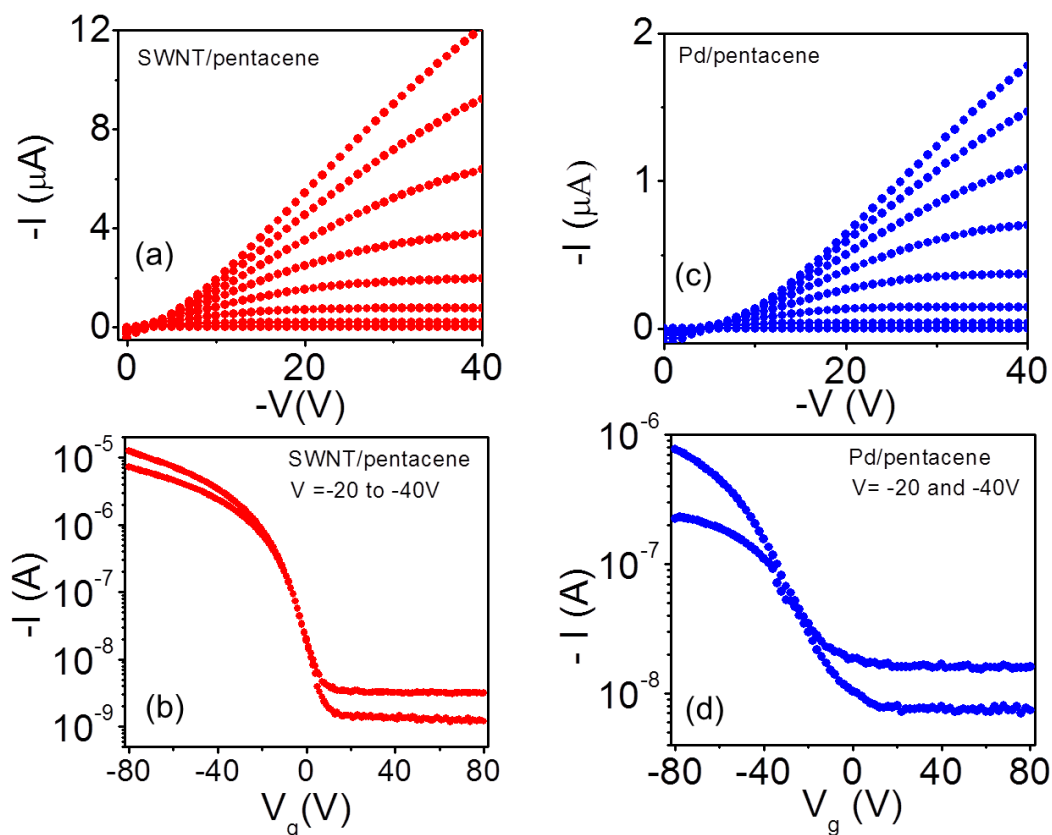 12
8
4
0
-I (μA)
SWNT/pentacene
(a)
0
20
40
-V(V)
2
1
0
-I (μA)
Pd/pentacene
(c)
0
20
40
-V (V)
10⁻⁵
10⁻⁶
10⁻⁷
10⁻⁸
10⁻⁹
-I (A)
SWNT/pentacene
V =-20 to -40V
(b)
-80
-40
0
40
80
V_g(V)
10⁻⁶
10⁻⁷
10⁻⁸
- I (A)
Pd/pentacene
V= -20 and -40V
(d)
-80
-40
0
40
80
V_g (V)